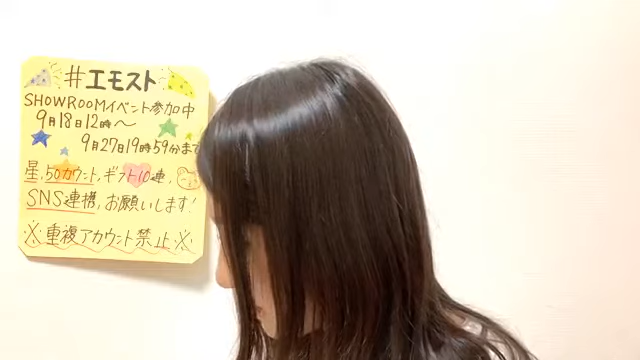 #エモスト
SHOWROOMイベント参加中
9月18日12時〜
9月27日19時59分まで
星,50カウント,ギフト10連,
SNS連携,お願いします!
※重複アカウント禁止※